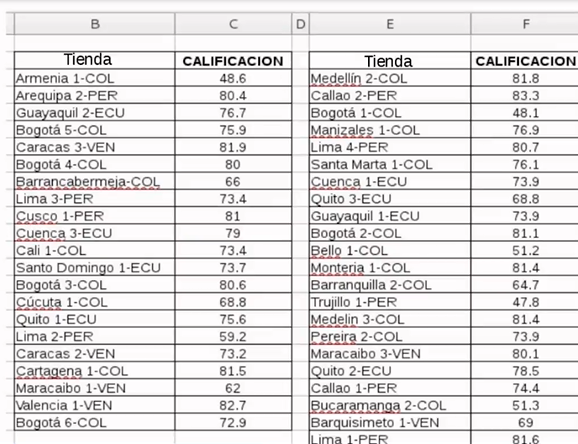 B C D E F
Tienda CALIFICACION Tienda CALIFICACION
Armenia 1-COL 48.6 Medellín 2-COL 81.8
Arequipa 2-PER 80.4 Callao 2-PER 83.3
Guayaquil 2-ECU 76.7 Bogotá 1-COL 48.1
Bogotá 5-COL 75.9 Manizales 1-COL 76.9
Caracas 3-VEN 81.9 Lima 4-PER 80.7
Bogotá 4-COL 80 Santa Marta 1-COL 76.1
Barrancabermeja-COL 66 Cuenca 1-ECU 73.9
Lima 3-PER 73.4 Quito 3-ECU 68.8
Cusco 1-PER 81 Guayaquil 1-ECU 73.9
Cuenca 3-ECU 79 Bogotá 2-COL 81.1
Cali 1-COL 73.4 Bello 1-COL 51.2
Santo Domingo 1-ECU 73.7 Monteria 1-COL 81.4
Bogotá 3-COL 80.6 Barranquilla 2-COL 64.7
Cúcuta 1-COL 68.8 Trujillo 1-PER 47.8
Quito 1-ECU 75.6 Medelin 3-COL 81.4
Lima 2-PER 59.2 Pereira 2-COL 73.9
Caracas 2-VEN 73.2 Maracaibo 3-VEN 80.1
Cartagena 1-COL 81.5 Quito 2-ECU 78.5
Maracaibo 1-VEN 62 Callao 1-PER 74.4
Valencia 1-VEN 82.7 Bucaramanga 2-COL 51.3
Bogotá 6-COL 72.9 Barquisimeto 1-VEN 69
Lima 1-PER 81.6